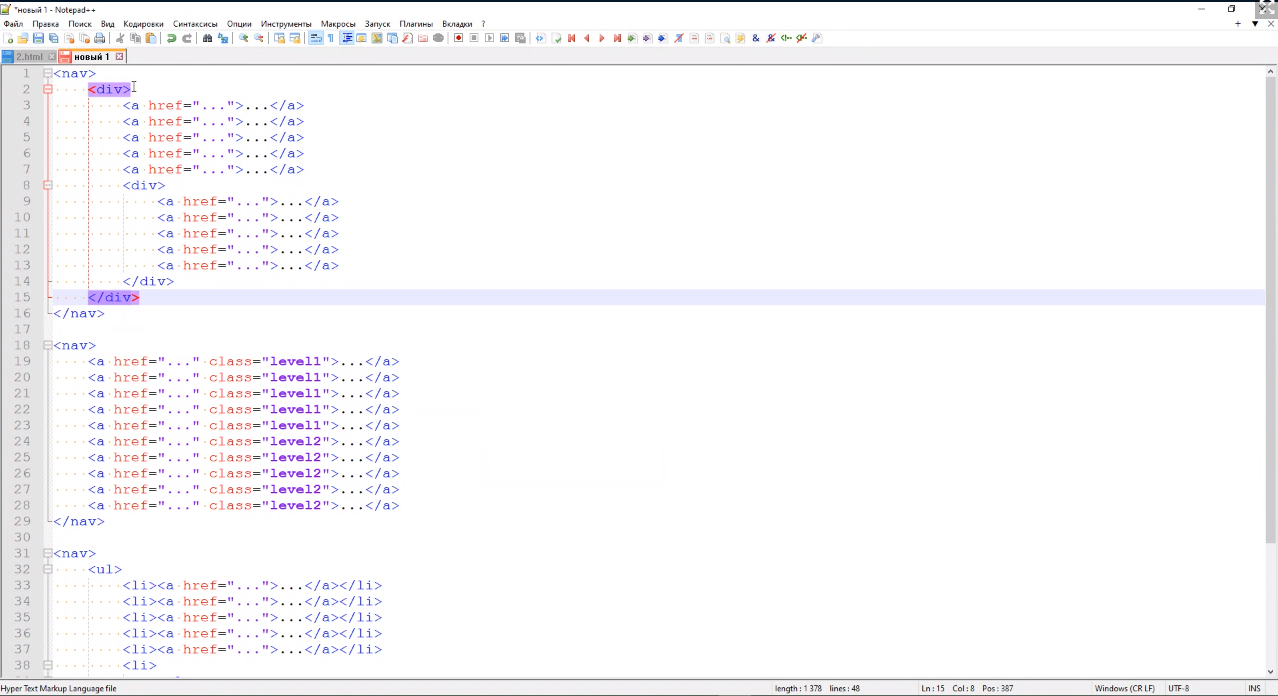 *новый 1 - Notepad++
Файл Правка Поиск Вид Кодировки Синтаксисы Опции Инструменты Макросы Запуск Плагины Вкладки ?
2.html новый 1
1 <nav>
2 <div>
3 <a href="...">...</a>
4 <a href="...">...</a>
5 <a href="...">...</a>
6 <a href="...">...</a>
7 <a href="...">...</a>
8 <div>
9 <a href="...">...</a>
10 <a href="...">...</a>
11 <a href="...">...</a>
12 <a href="...">...</a>
13 <a href="...">...</a>
14 </div>
15 </div>
16 </nav>
17
18 <nav>
19 <a href="..." class="level1">...</a>
20 <a href="..." class="level1">...</a>
21 <a href="..." class="level1">...</a>
22 <a href="..." class="level1">...</a>
23 <a href="..." class="level1">...</a>
24 <a href="..." class="level2">...</a>
25 <a href="..." class="level2">...</a>
26 <a href="..." class="level2">...</a>
27 <a href="..." class="level2">...</a>
28 <a href="..." class="level2">...</a>
29 </nav>
30
31 <nav>
32 <ul>
33 <li><a href="...">...</a></li>
34 <li><a href="...">...</a></li>
35 <li><a href="...">...</a></li>
36 <li><a href="...">...</a></li>
37 <li><a href="...">...</a></li>
38 <li>
Hyper Text Markup Language file length : 1 378 lines : 48 Ln : 15 Col : 8 Pos : 387 Windows (CR LF) UTF-8 INS